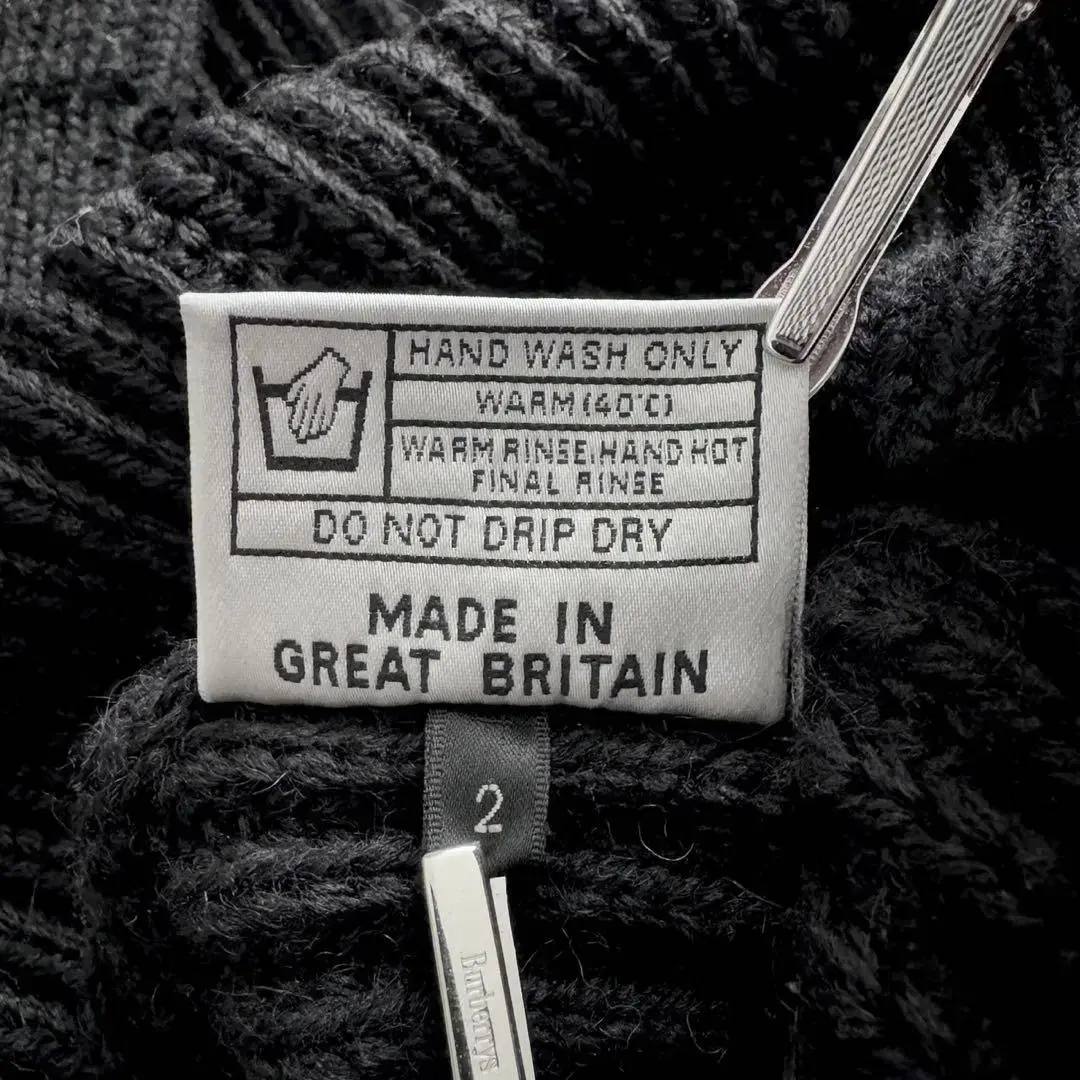 HAND WASH ONLY
WARM (40°C)
WARM RINSE. HAND HOT
FINAL RINSE
DO NOT DRIP DRY
MADE IN
GREAT BRITAIN
2
Burberrys